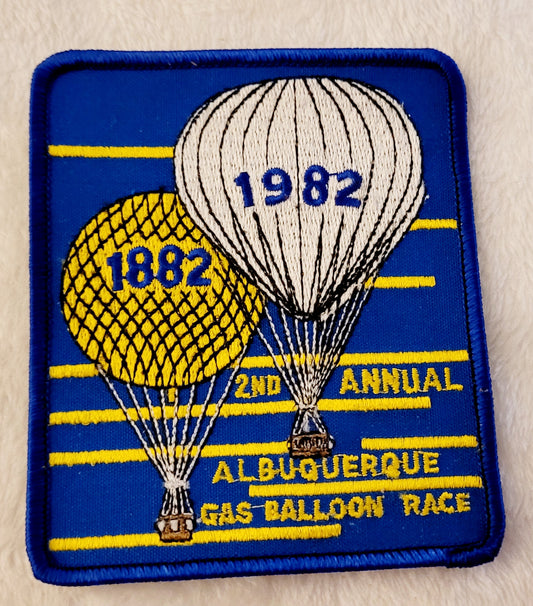 1982
1882
2ND ANNUAL
ALBUQUERQUE
GAS BALLOON RACE